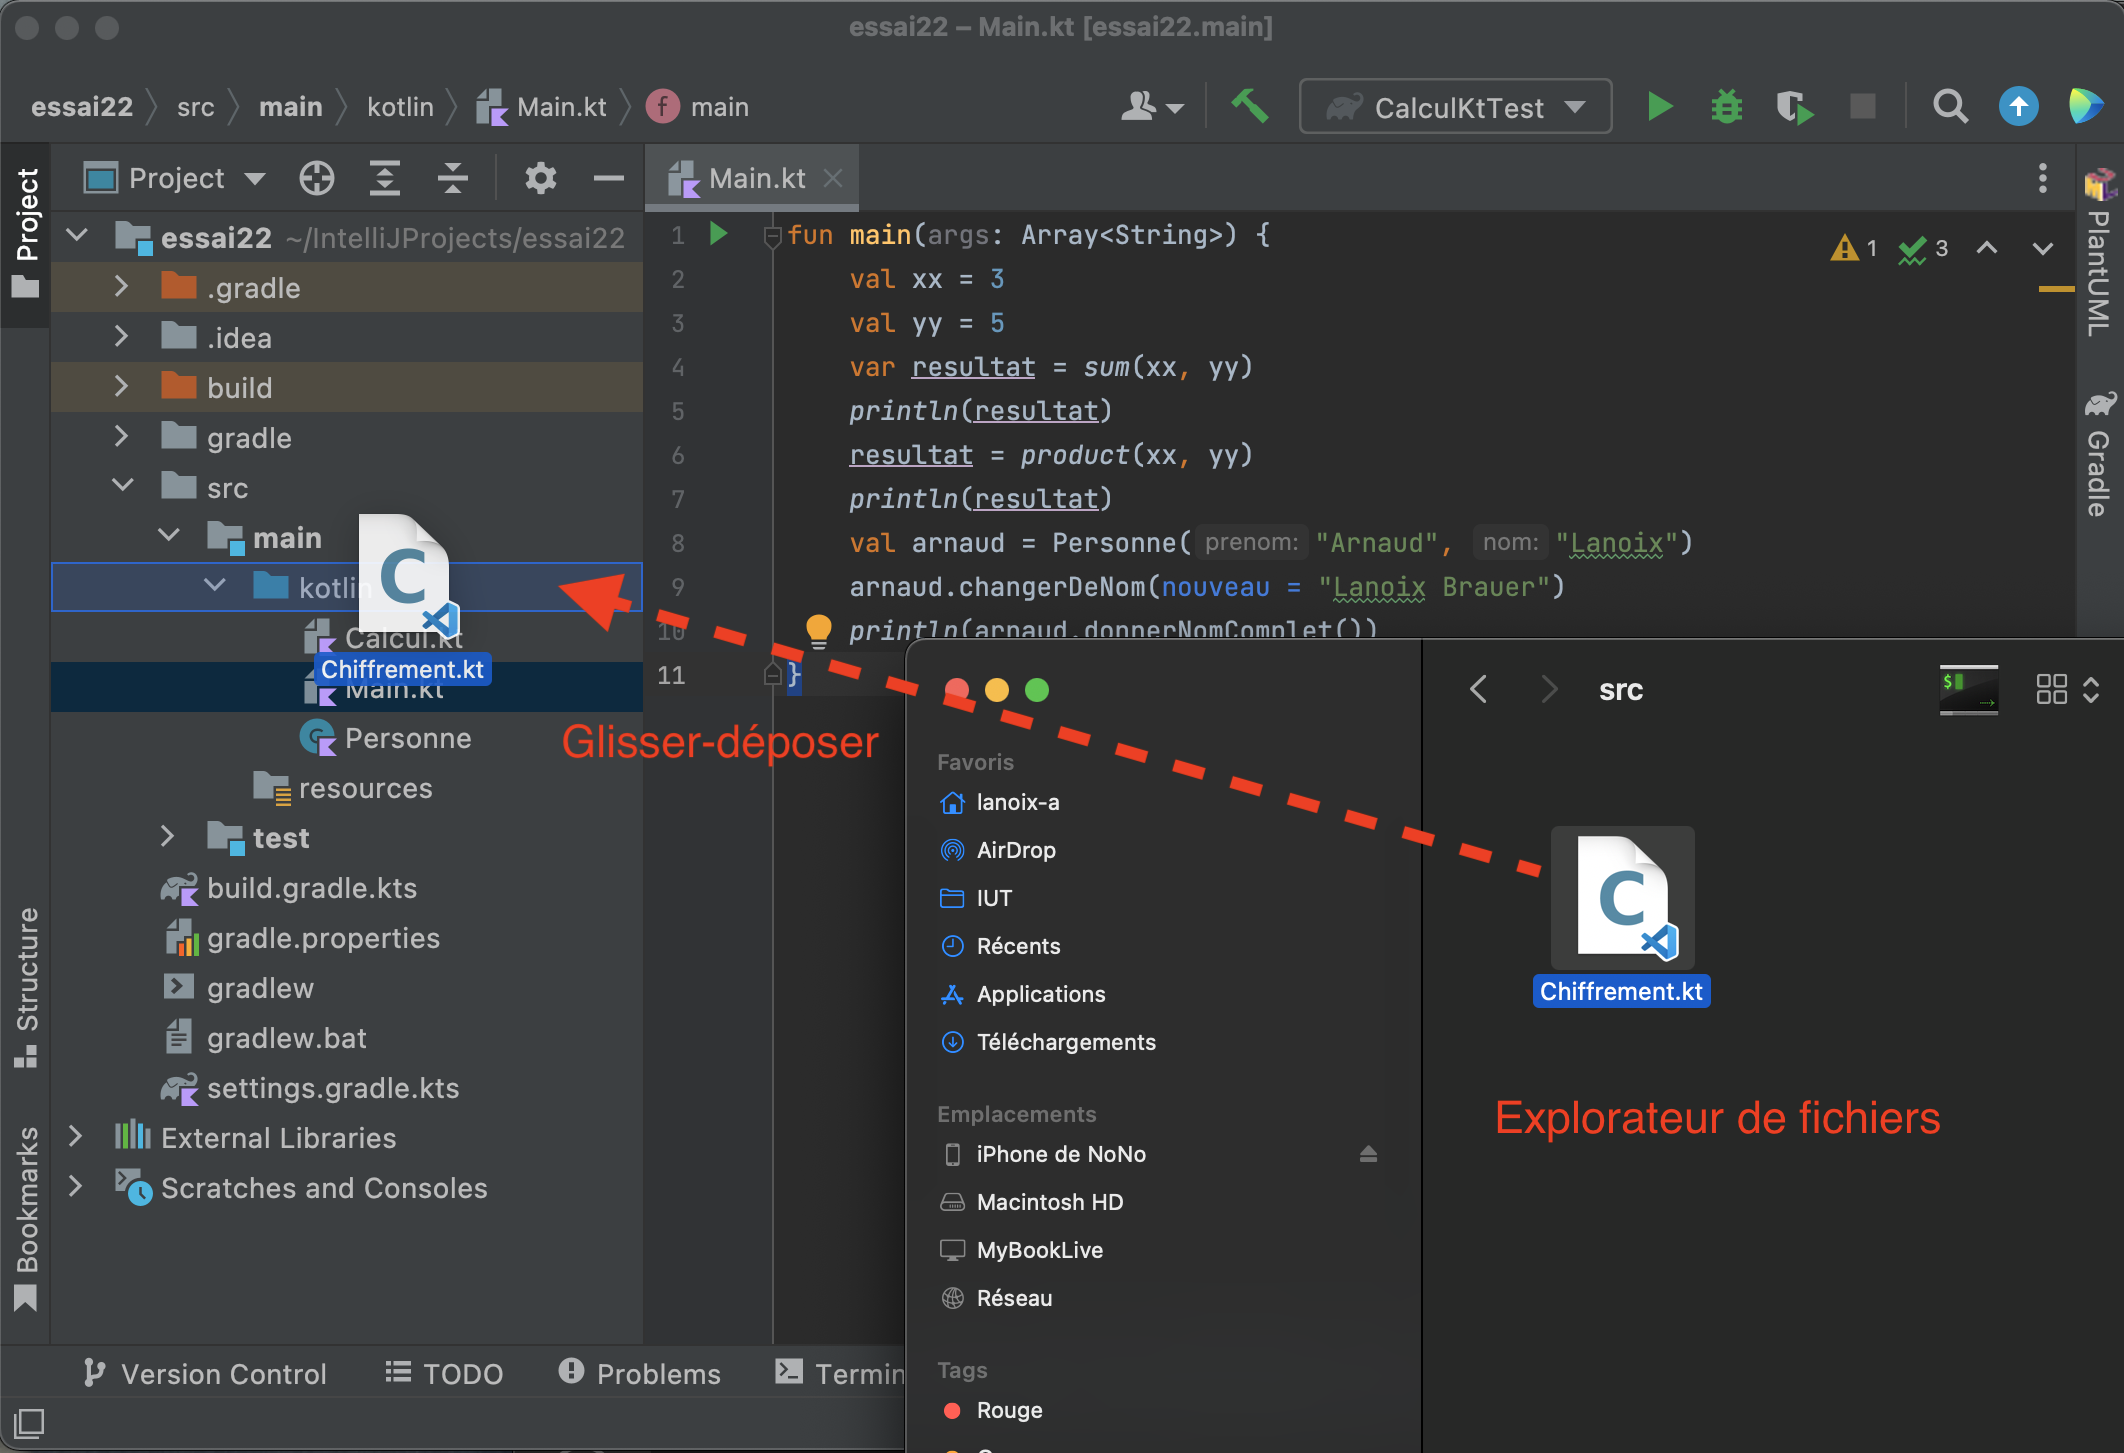 essai22 – Main.kt [essai22.main]
essai22 src main kotlin Main.kt f main
CalculKtTest
Project
Project
Main.kt
essai22 ~/IntelliJProjects/essai22
.gradle
.idea
build
gradle
src
main
kotlin
C
Calcul.kt
Chiffrement.kt
Main.kt
Personne
resources
test
build.gradle.kts
gradle.properties
gradlew
gradlew.bat
settings.gradle.kts
External Libraries
Scratches and Consoles
Structure
Bookmarks
1 fun main(args: Array<String>) {
2 val xx = 3
3 val yy = 5
4 var resultat = sum(xx, yy)
5 println(resultat)
6 resultat = product(xx, yy)
7 println(resultat)
8 val arnaud = Personne( prenom: "Arnaud", nom: "Lanoix")
9 arnaud.changerDeNom(nouveau = "Lanoix Brauer")
10 println(arnaud.donnerNomComplet())
11 }
1 3
PlantUML
Gradle
Glisser-déposer
src
Favoris
lanoix-a
AirDrop
IUT
Récents
Applications
Téléchargements
Emplacements
iPhone de NoNo
Macintosh HD
MyBookLive
Réseau
Tags
Rouge
C
Chiffrement.kt
Explorateur de fichiers
Version Control TODO Problems Termin